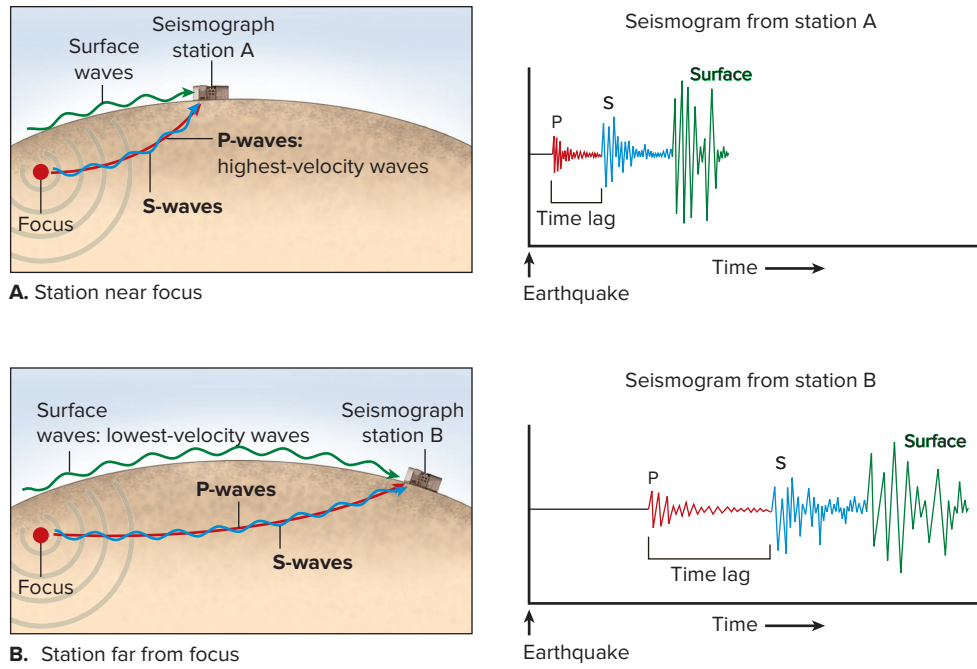 Seismograph
station A
Surface
waves
P-waves:
highest-velocity waves
S-waves
Focus
A. Station near focus
Seismogram from station A
Surface
S
P
Time lag
Time
Earthquake
Surface
waves: lowest-velocity waves
Seismograph
station B
P-waves
S-waves
Focus
B. Station far from focus
Seismogram from station B
Surface
S
P
Time lag
Time
Earthquake